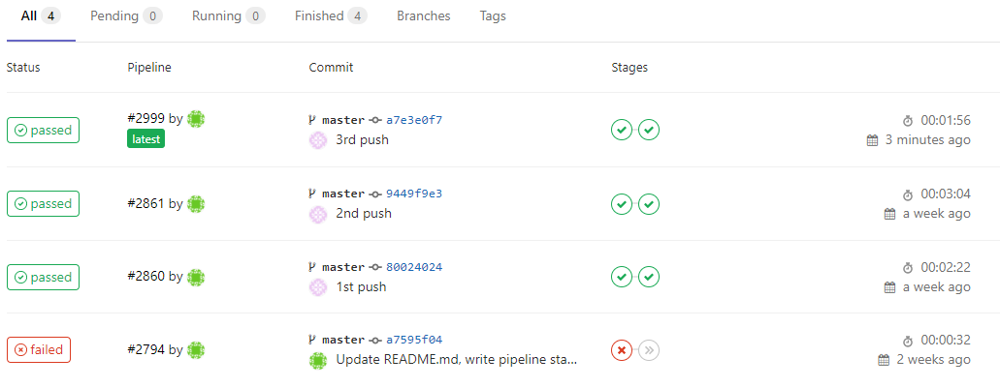 All 4 Pending 0 Running 0 Finished 4 Branches Tags
Status Pipeline Commit Stages
passed #2999 by master a7e3e0f7 00:01:56
latest 3rd push 3 minutes ago
passed #2861 by master 9449f9e3 00:03:04
2nd push a week ago
passed #2860 by master 80024024 00:02:22
1st push a week ago
failed #2794 by master a7595f04 00:00:32
Update README.md, write pipeline sta... 2 weeks ago